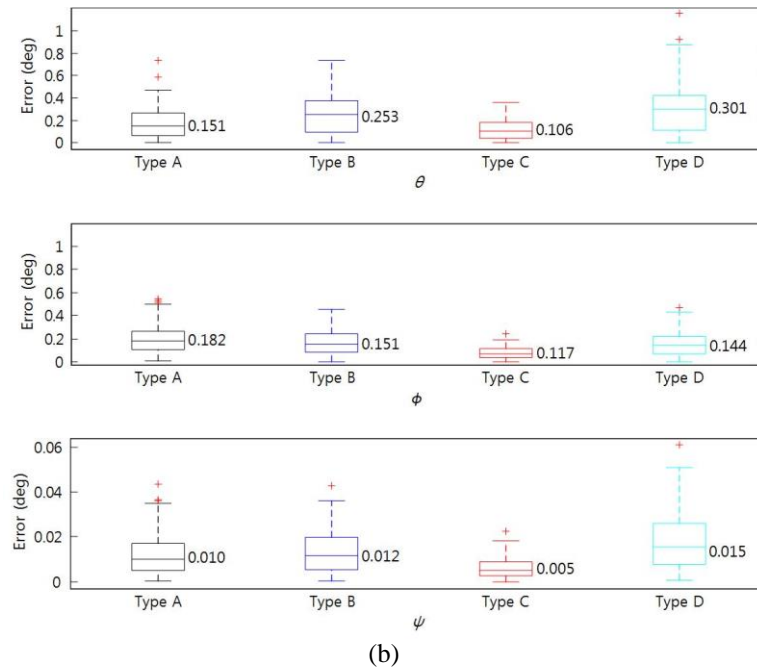 Error (deg)
1
0.8
0.6
0.4
0.2
0
0.151
0.253
0.106
0.301
Type A Type B Type C Type D
θ
Error (deg)
1
0.8
0.6
0.4
0.2
0
0.182
0.151
0.117
0.144
Type A Type B Type C Type D
ϕ
Error (deg)
0.06
0.04
0.02
0
0.010
0.012
0.005
0.015
Type A Type B Type C Type D
ψ
(b)